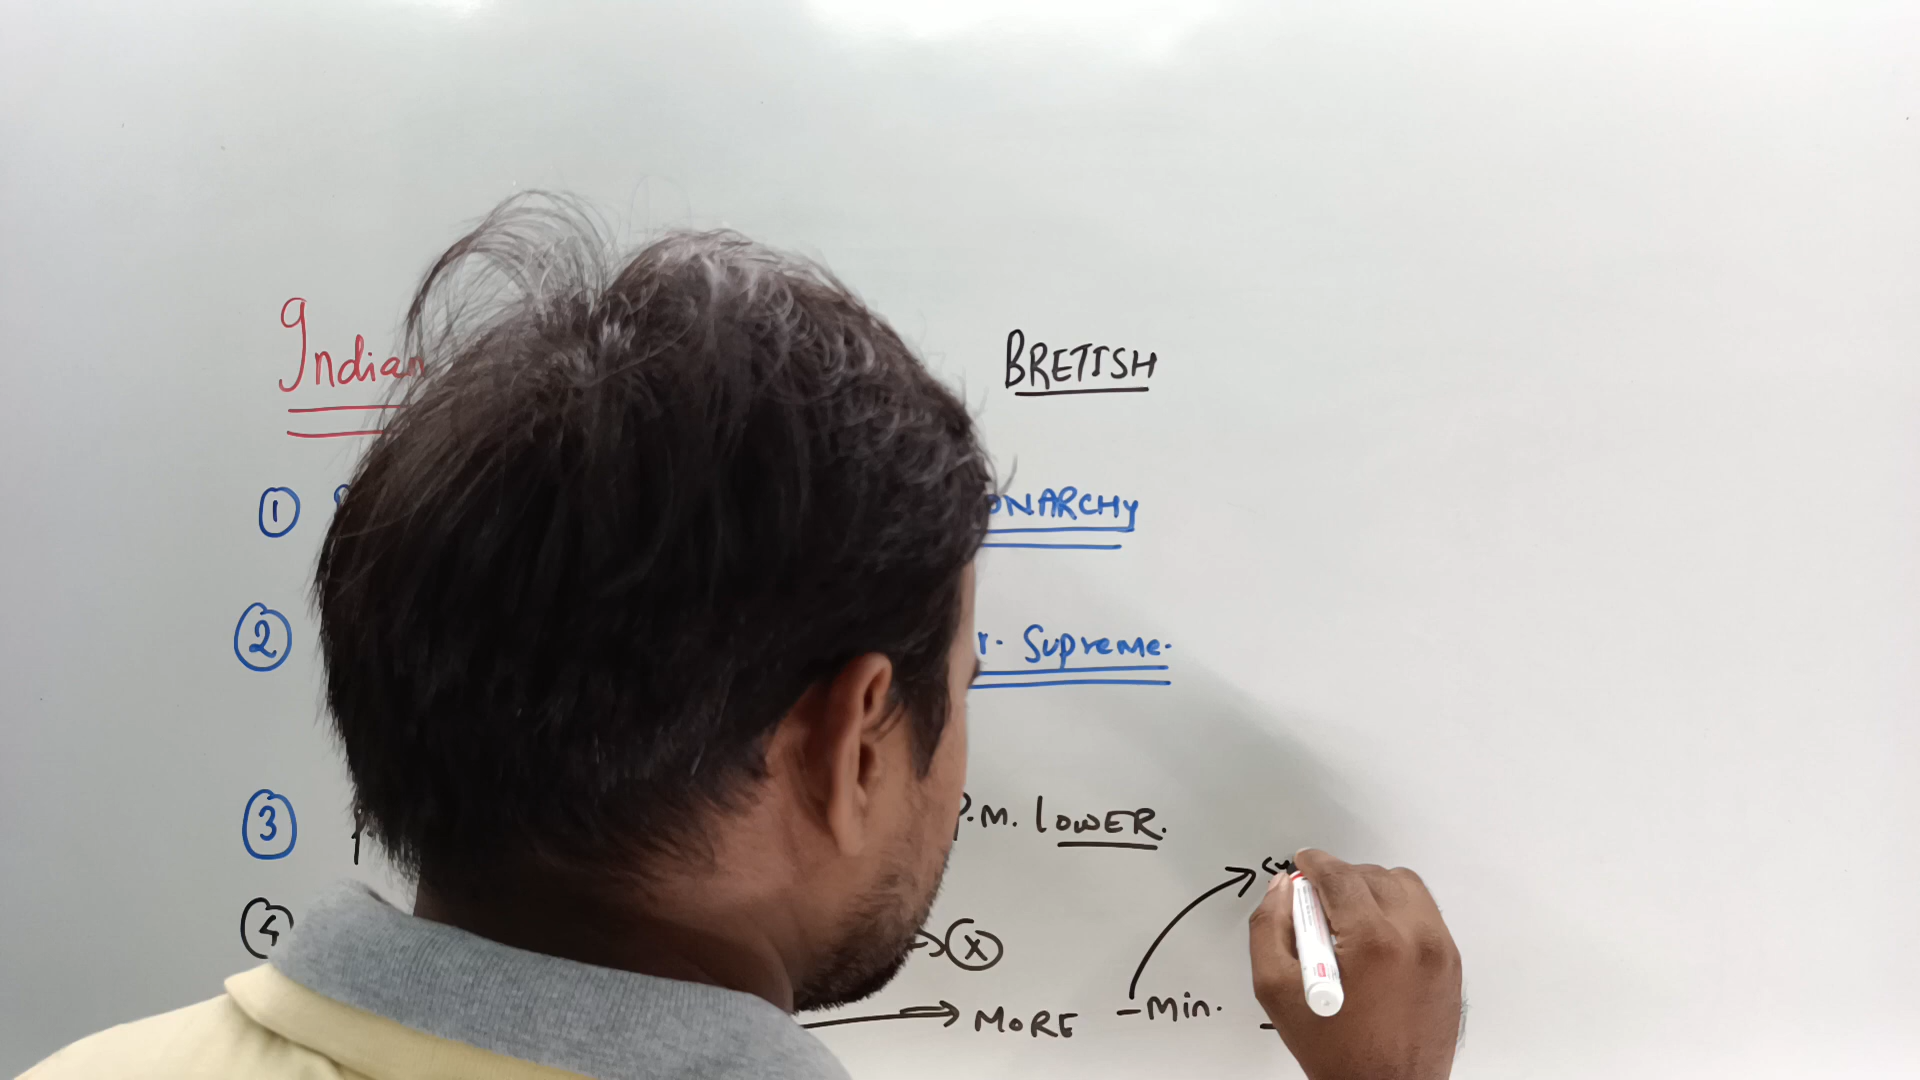 Indian
BRETISH
1
ONARCHY
2
r. Supreme.
3
P.M. LOWER.
4
X
MORE - Min.